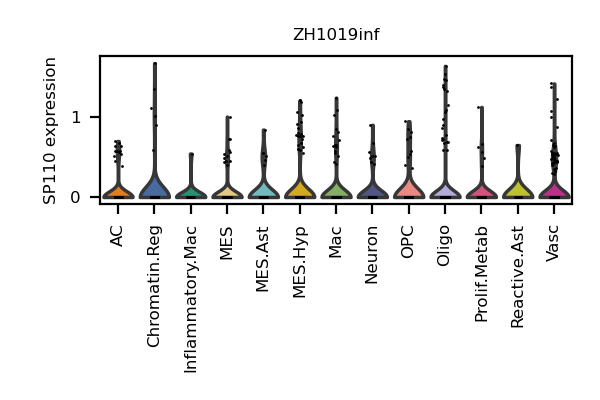 ZH1019inf
SP110 expression
1
0
AC
Chromatin.Reg
Inflammatory.Mac
MES
MES.Ast
MES.Hyp
Mac
Neuron
OPC
Oligo
Prolif.Metab
Reactive.Ast
Vasc